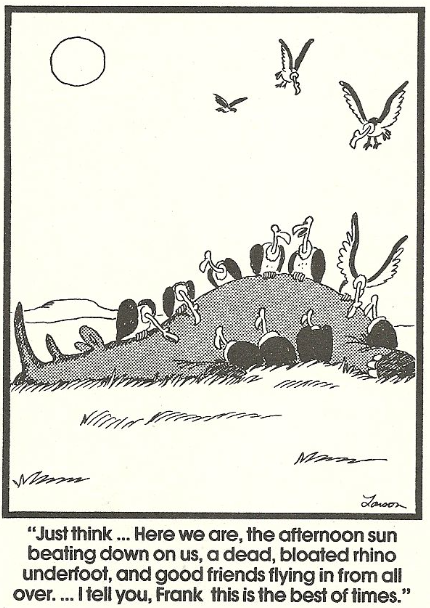 Larson
“Just think ... Here we are, the afternoon sun
beating down on us, a dead, bloated rhino
underfoot, and good friends flying in from all
over. ... I tell you, Frank this is the best of times.”